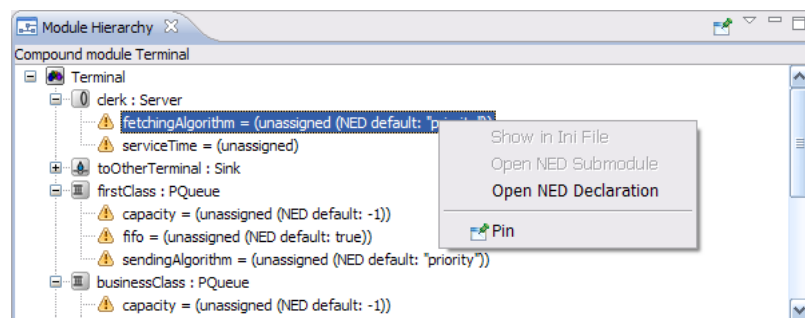 Module Hierarchy
Compound module Terminal
Terminal
clerk : Server
fetchingAlgorithm = (unassigned (NED default: "priority"))
serviceTime = (unassigned)
toOtherTerminal : Sink
firstClass : PQueue
capacity = (unassigned (NED default: -1))
fifo = (unassigned (NED default: true))
sendingAlgorithm = (unassigned (NED default: "priority"))
businessClass : PQueue
capacity = (unassigned (NED default: -1))
Show in Ini File
Open NED Submodule
Open NED Declaration
Pin